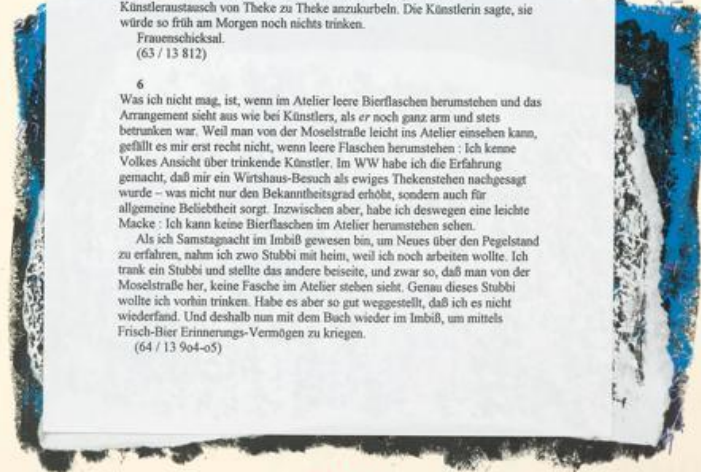 Künstleraustausch von Theke zu Theke anzukurbeln. Die Künstlerin sagte, sie
würde so früh am Morgen noch nichts trinken.
Frauenschicksal.
(63 / 13 812)
6
Was ich nicht mag, ist, wenn im Atelier leere Bierflaschen herumstehen und das
Arrangement sieht aus wie bei Künstlers, als er noch ganz arm und stets
betrunken war. Weil man von der Moselstraße leicht ins Atelier einsehen kann,
gefällt es mir erst recht nicht, wenn leere Flaschen herumstehen : Ich kenne
Volkes Ansicht über trinkende Künstler. Im WW habe ich die Erfahrung
gemacht, daß mir ein Wirtshaus-Besuch als ewiges Thekenstehen nachgesagt
wurde – was nicht nur den Bekanntheitsgrad erhöht, sondern auch für
allgemeine Beliebtheit sorgt. Inzwischen aber, habe ich deswegen eine leichte
Macke : Ich kann keine Bierflaschen im Atelier herumstehen sehen.
Als ich Samstagnacht im Imbiß gewesen bin, um Neues über den Pegelstand
zu erfahren, nahm ich zwo Stubbi mit heim, weil ich noch arbeiten wollte. Ich
trank ein Stubbi und stellte das andere beiseite, und zwar so, daß man von der
Moselstraße her, keine Fasche im Atelier stehen sieht. Genau dieses Stubbi
wollte ich vorhin trinken. Habe es aber so gut weggestellt, daß ich es nicht
wiederfand. Und deshalb nun mit dem Buch wieder im Imbiß, um mittels
Frisch-Bier Erinnerungs-Vermögen zu kriegen.
(64 / 13 9o4-o5)